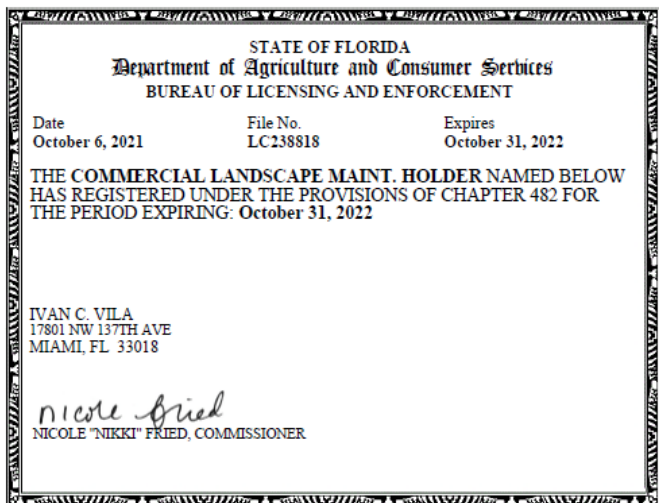 STATE OF FLORIDA
Department of Agriculture and Consumer Services
BUREAU OF LICENSING AND ENFORCEMENT
Date File No. Expires
October 6, 2021 LC238818 October 31, 2022
THE COMMERCIAL LANDSCAPE MAINT. HOLDER NAMED BELOW
HAS REGISTERED UNDER THE PROVISIONS OF CHAPTER 482 FOR
THE PERIOD EXPIRING: October 31, 2022
IVAN C. VILA
17801 NW 137TH AVE
MIAMI, FL 33018
nicole fried
NICOLE "NIKKI" FRIED, COMMISSIONER